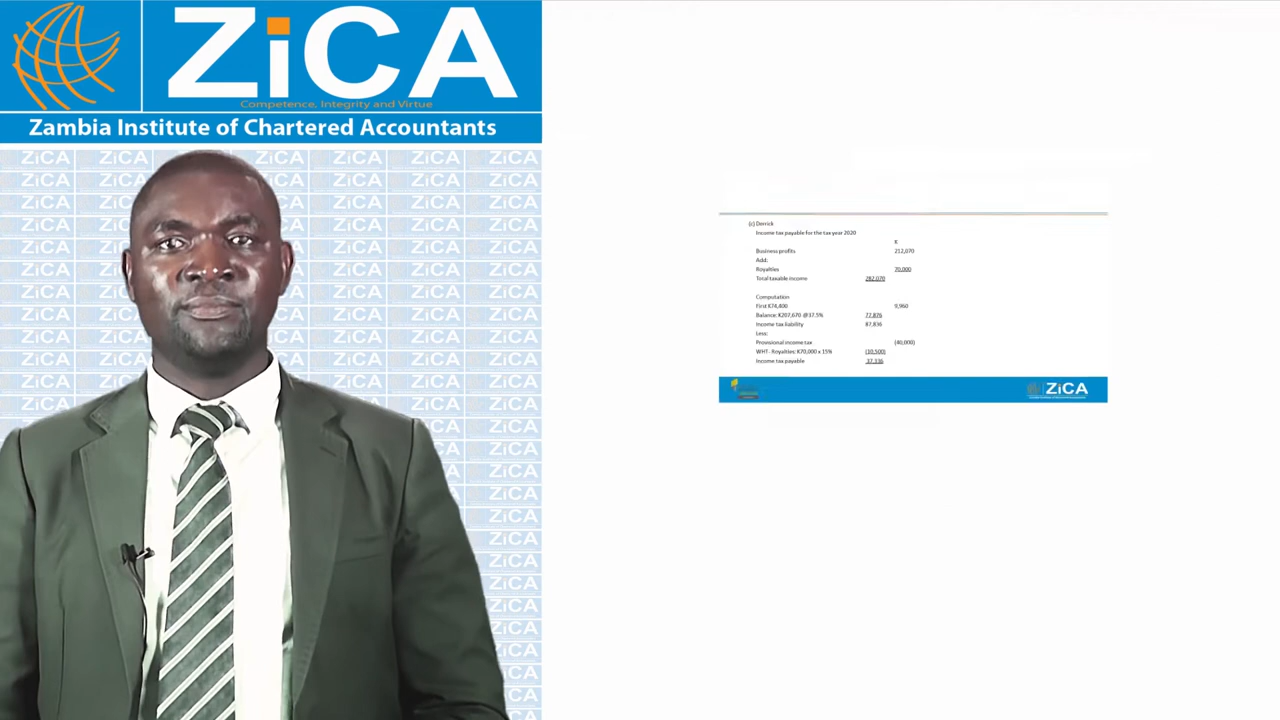 ZiCA
Competence, Integrity and Virtue
Zambia Institute of Chartered Accountants
(c) Derrick
Income tax payable for the tax year 2020
K
Business profits 212,070
Add:
Royalties 70,000
Total taxable income 282,070
Computation
First K74,400 9,960
Balance: K207,670 @37.5% 77,876
Income tax liability 87,836
Less:
Provisional income tax (40,000)
WHT- Royalties: K70,000 x 15% (10,500)
Income tax payable 37,336
ZiCA